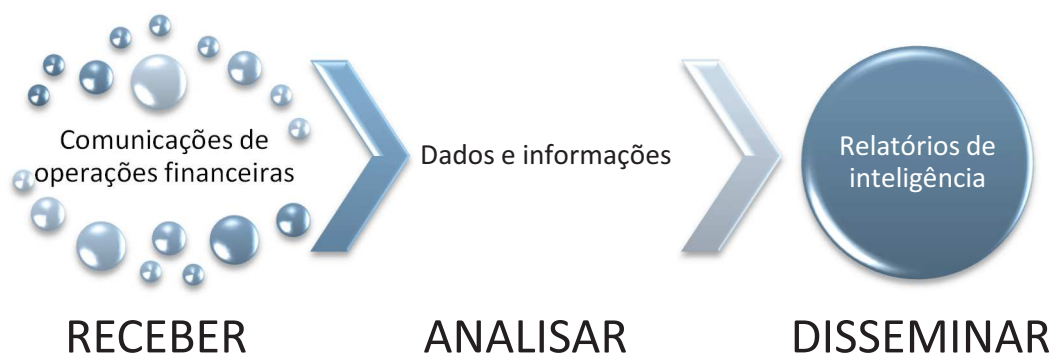 Comunicações de
operações financeiras
Dados e informações
Relatórios de
inteligência
RECEBER
ANALISAR
DISSEMINAR